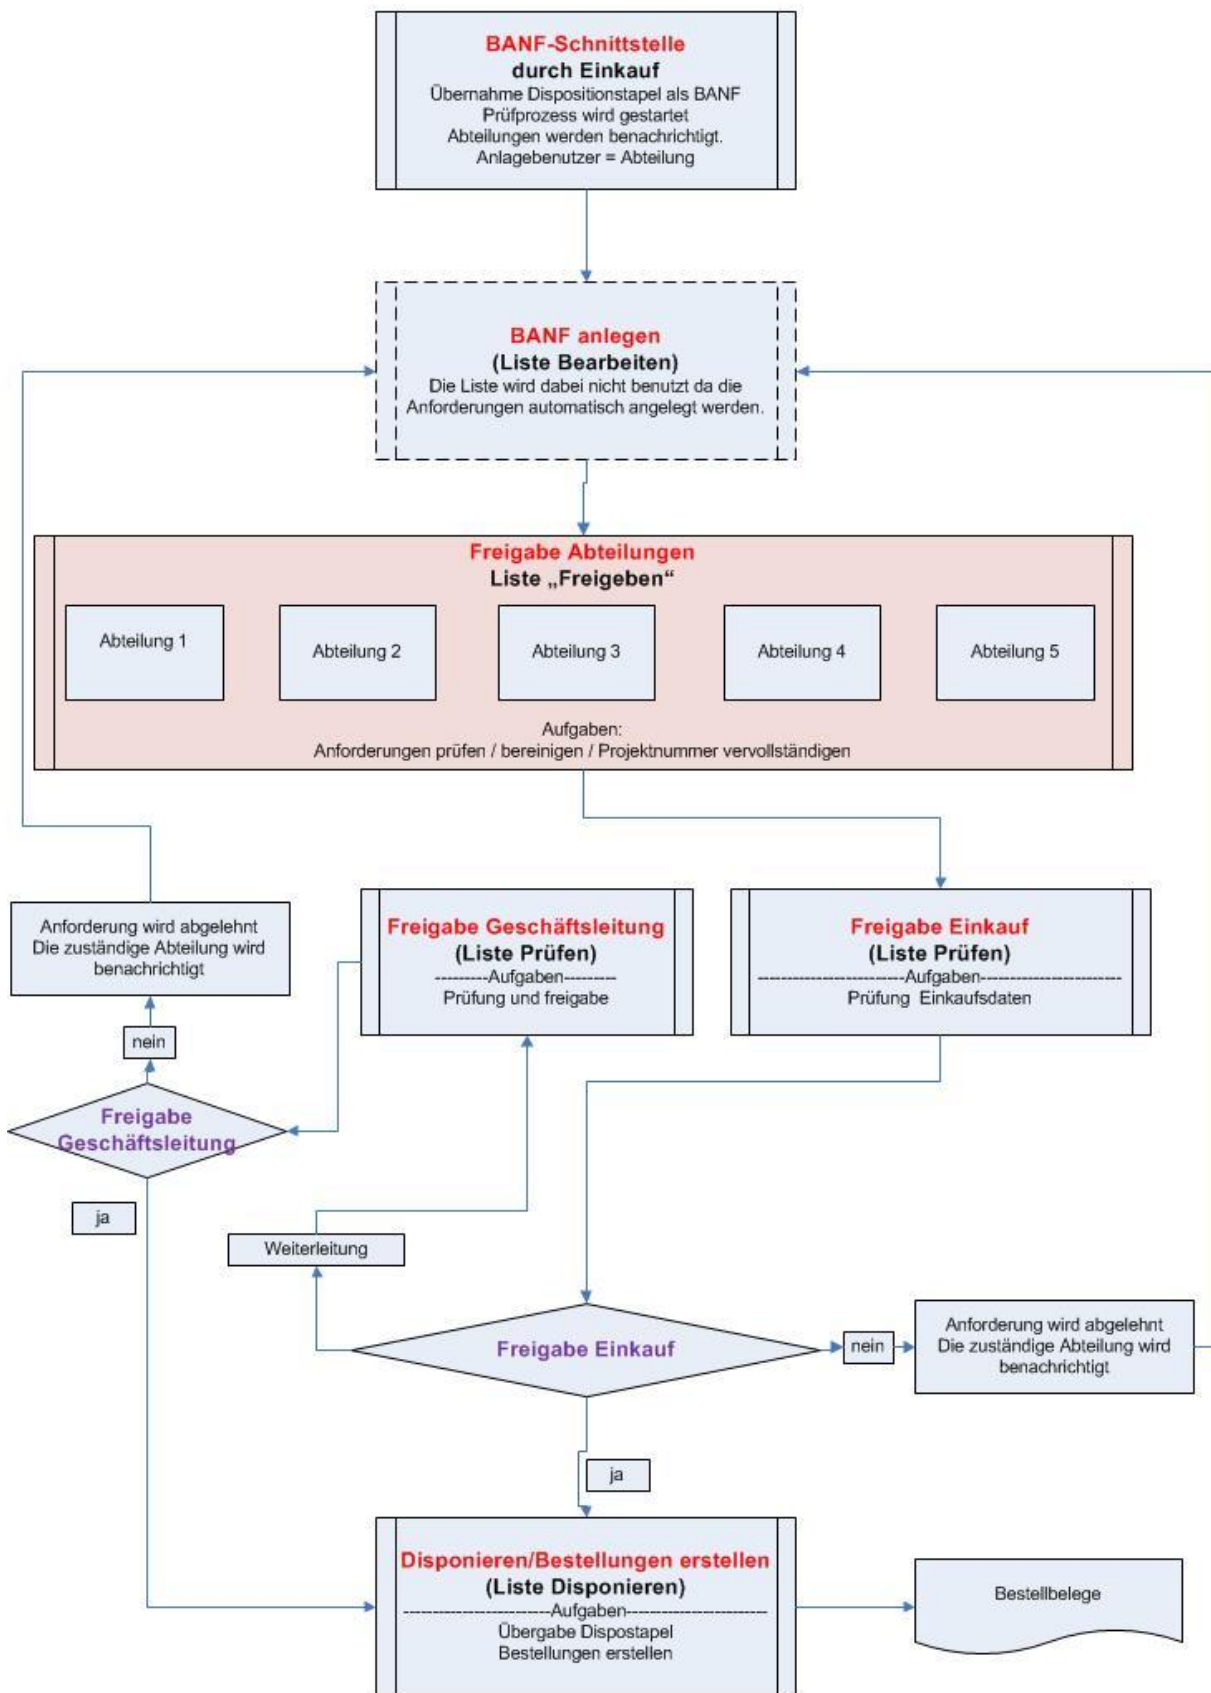 BANF-Schnittstelle
durch Einkauf
Übernahme Dispositionstapel als BANF
Prüfprozess wird gestartet
Abteilungen werden benachrichtigt.
Anlagebenutzer = Abteilung
BANF anlegen
(Liste Bearbeiten)
Die Liste wird dabei nicht benutzt da die
Anforderungen automatisch angelegt werden.
Freigabe Abteilungen
Liste „Freigeben“
Abteilung 1
Abteilung 2
Abteilung 3
Abteilung 4
Abteilung 5
Aufgaben:
Anforderungen prüfen / bereinigen / Projektnummer vervollständigen
Anforderung wird abgelehnt
Die zuständige Abteilung wird
benachrichtigt
Freigabe Geschäftsleitung
(Liste Prüfen)
---------Aufgaben---------
Prüfung und freigabe
Freigabe Einkauf
(Liste Prüfen)
-------------------------Aufgaben------------------------
Prüfung Einkaufsdaten
nein
Freigabe
Geschäftsleitung
ja
Weiterleitung
Freigabe Einkauf
nein
Anforderung wird abgelehnt
Die zuständige Abteilung wird
benachrichtigt
ja
Disponieren/Bestellungen erstellen
(Liste Disponieren)
-------------------------Aufgaben------------------------
Übergabe Dispostapel
Bestellungen erstellen
Bestellbelege